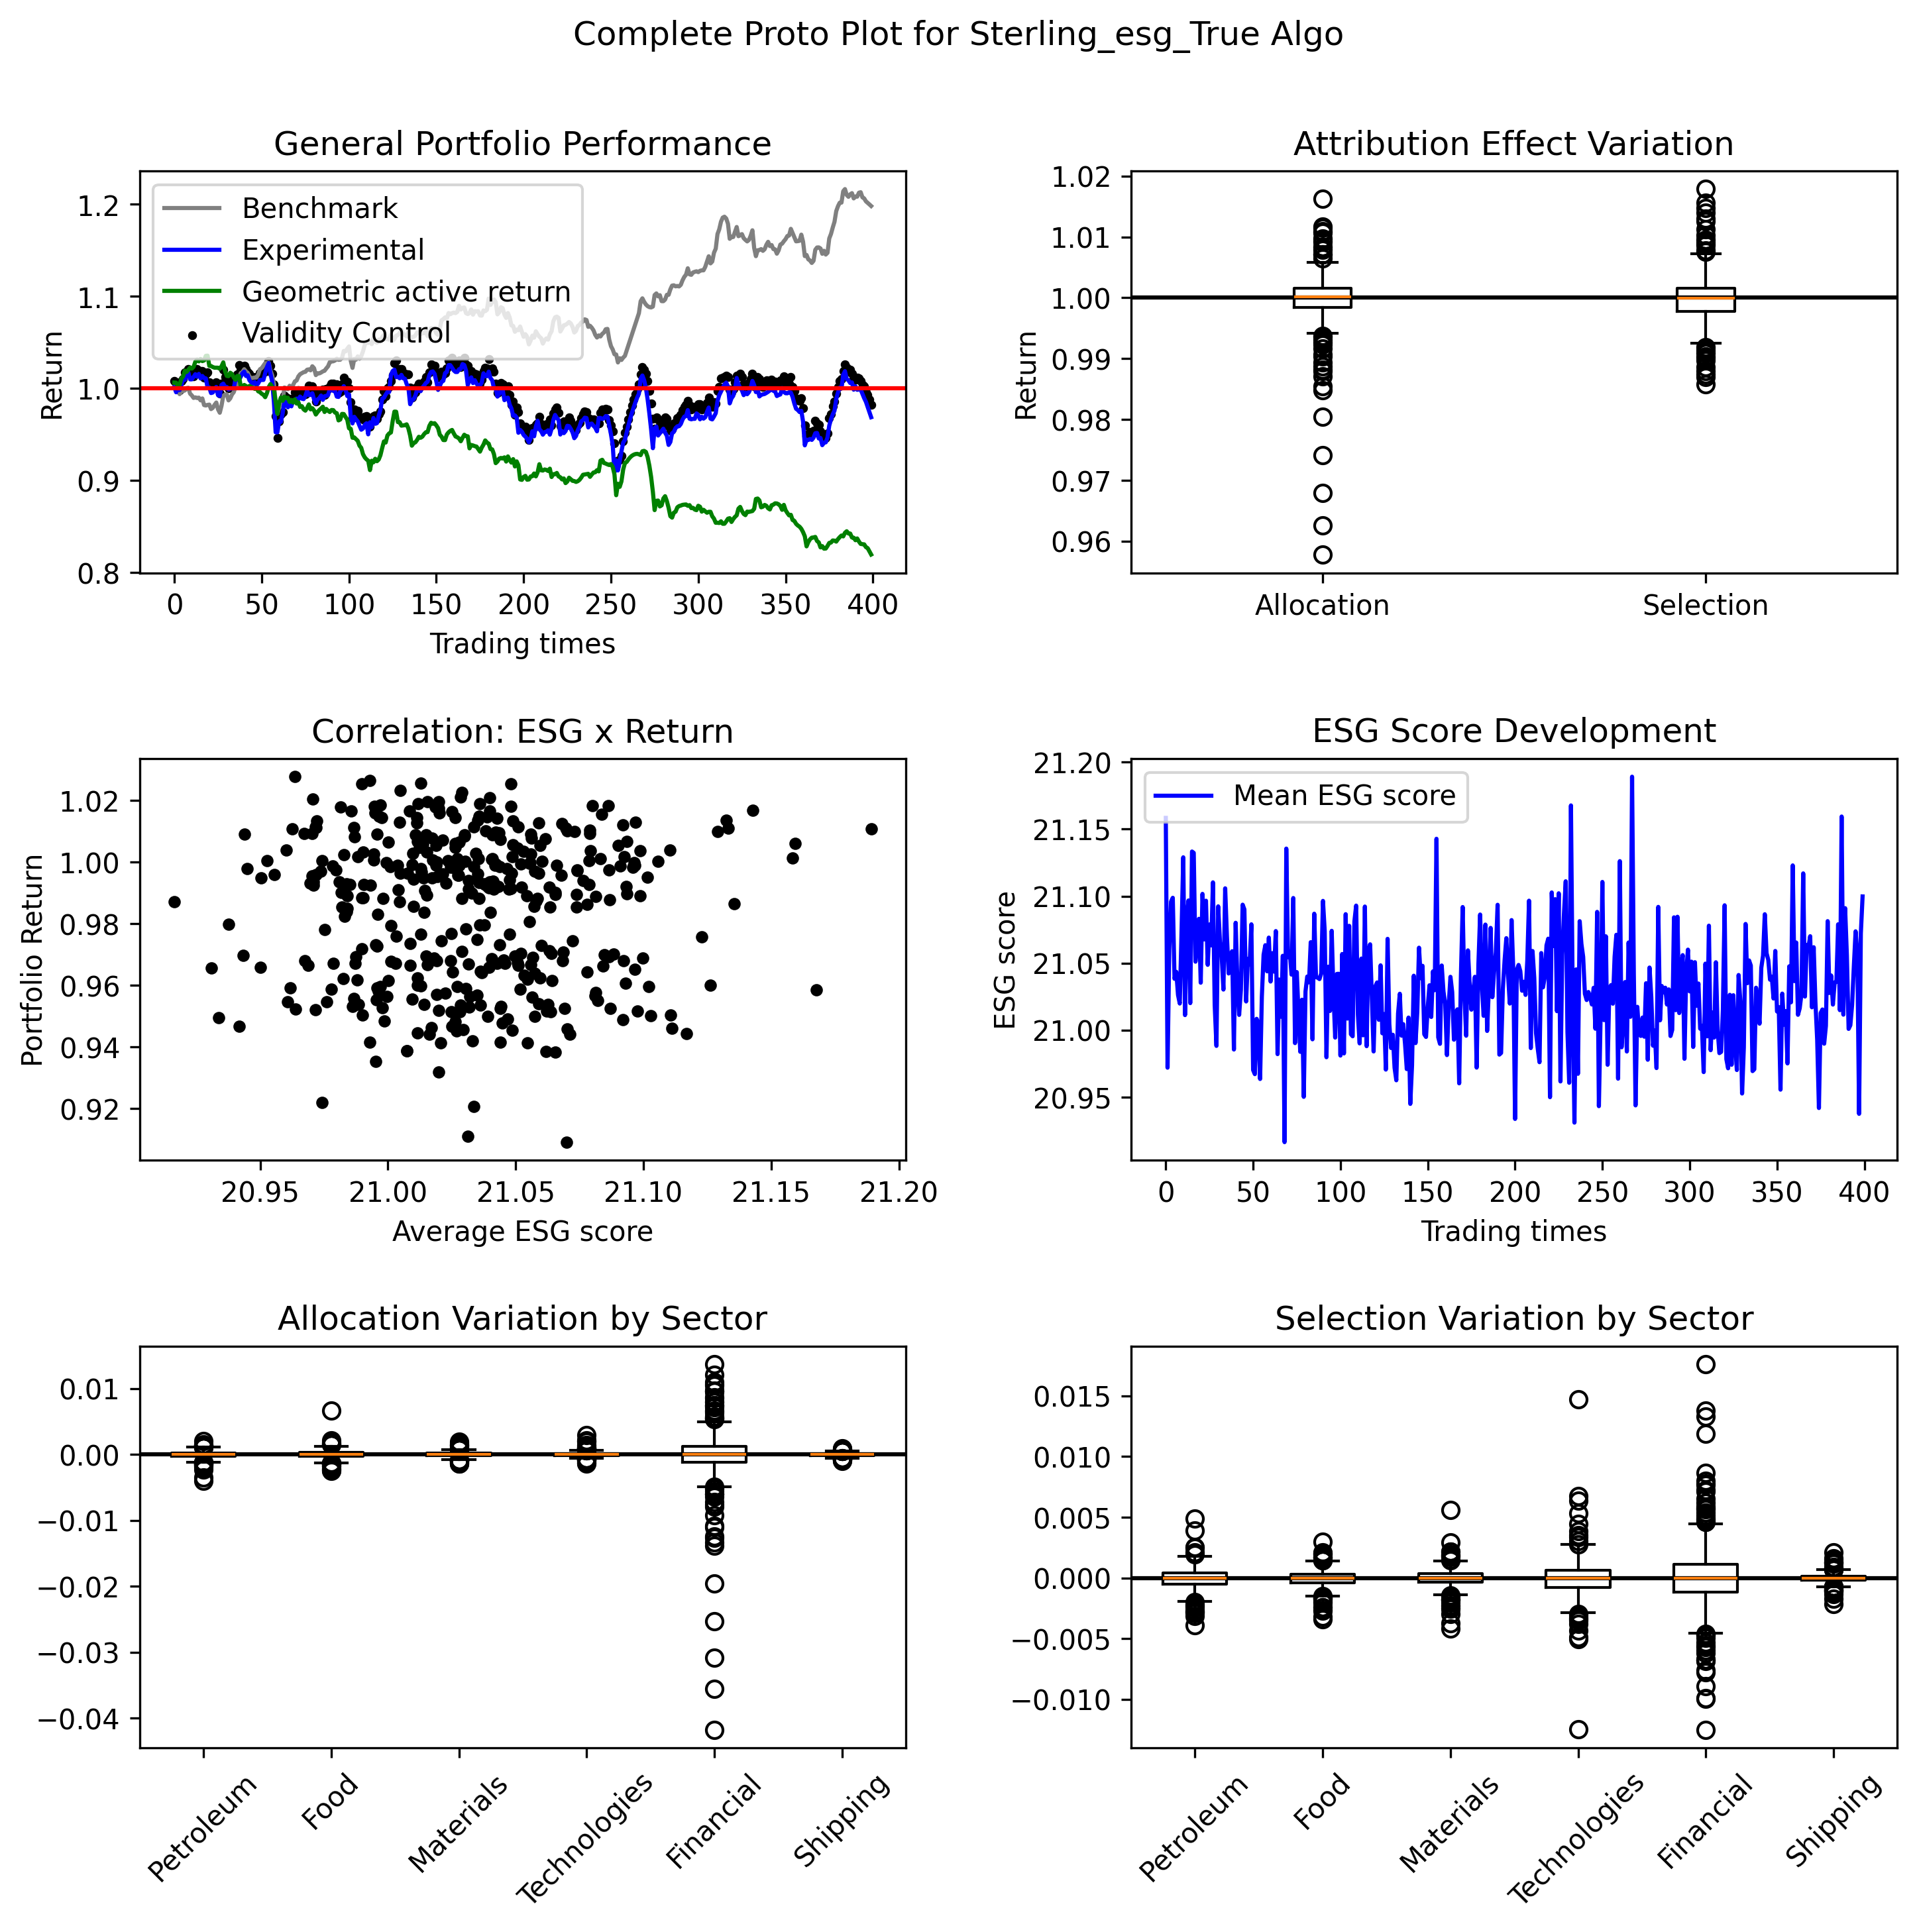 Complete Proto Plot for Sterling_esg_True Algo
General Portfolio Performance
Return
1.2
1.1
1.0
0.9
0.8
Benchmark
Experimental
Geometric active return
Validity Control
0 50 100 150 200 250 300 350 400
Trading times
Attribution Effect Variation
Return
1.02
1.01
1.00
0.99
0.98
0.97
0.96
Allocation Selection
Correlation: ESG x Return
Portfolio Return
1.02
1.00
0.98
0.96
0.94
0.92
20.95 21.00 21.05 21.10 21.15 21.20
Average ESG score
ESG Score Development
ESG score
21.20
21.15
21.10
21.05
21.00
20.95
Mean ESG score
0 50 100 150 200 250 300 350 400
Trading times
Allocation Variation by Sector
0.01
0.00
−0.01
−0.02
−0.03
−0.04
Petroleum Food Materials Technologies Financial Shipping
Selection Variation by Sector
0.015
0.010
0.005
0.000
−0.005
−0.010
Petroleum Food Materials Technologies Financial Shipping